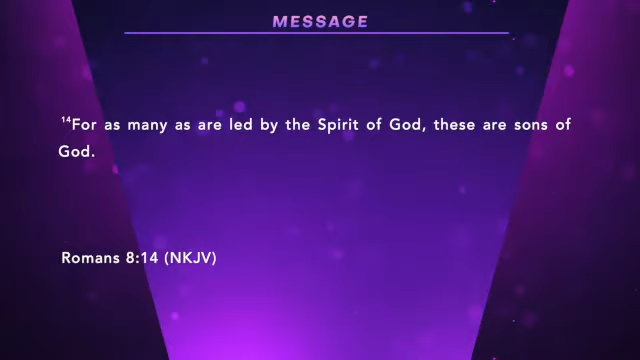 MESSAGE
¹⁴For as many as are led by the Spirit of God, these are sons of
God.
Romans 8:14 (NKJV)